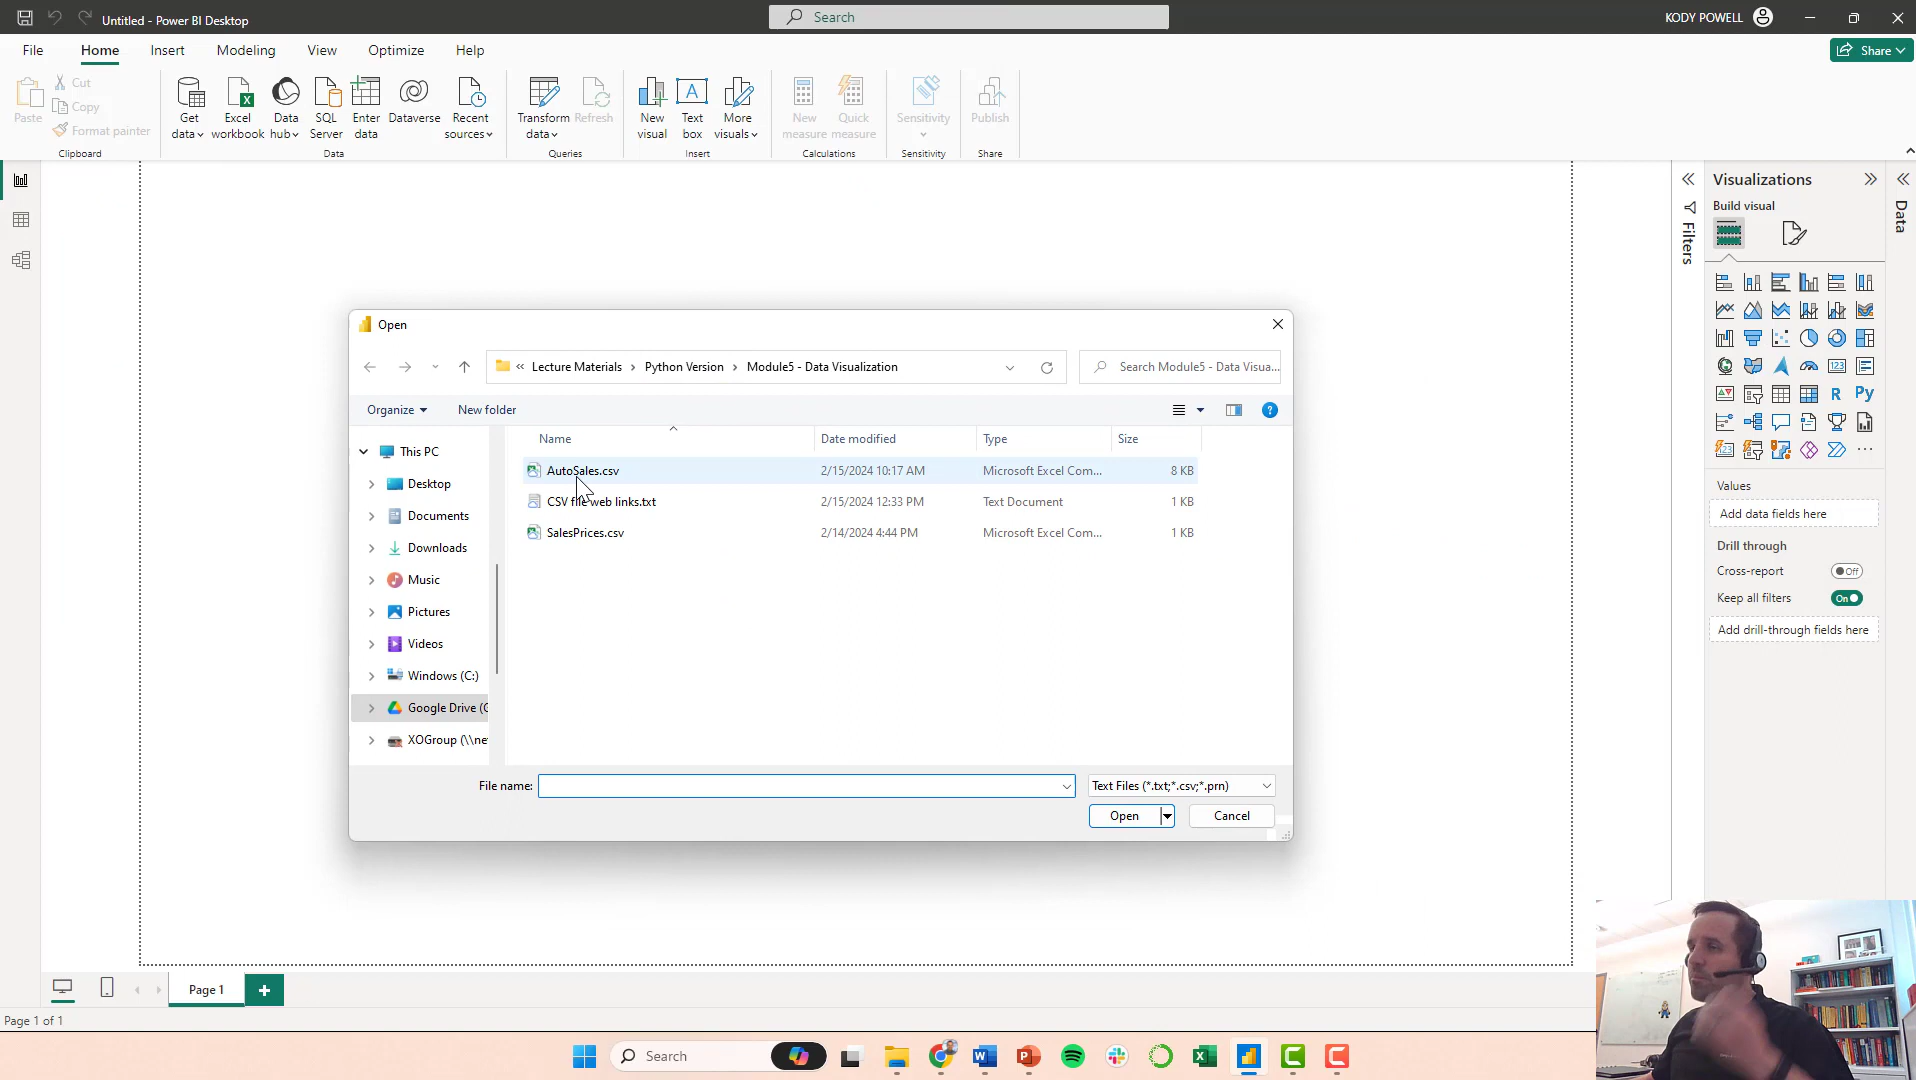 Untitled - Power BI Desktop
Search
KODY POWELL
File
Home
Insert
Modeling
View
Optimize
Help
Share
Paste
Cut
Copy
Format painter
Get data
Excel workbook
Data hub
SQL Server
Enter data
Dataverse
Recent sources
Transform data
Refresh
New visual
Text box
More visuals
New measure
Quick measure
Sensitivity
Publish
Clipboard
Data
Queries
Insert
Calculations
Sensitivity
Share
Visualizations
Build visual
Filters
Data
R
Py
123
Values
Add data fields here
Drill through
Cross-report
Off
Keep all filters
On
Add drill-through fields here
Open
« Lecture Materials › Python Version › Module5 - Data Visualization
Search Module5 - Data Visua...
Organize
New folder
Name Date modified Type Size
This PC
Desktop
Documents
Downloads
Music
Pictures
Videos
Windows (C:)
Google Drive (G
XOGroup (\\ne
AutoSales.csv 2/15/2024 10:17 AM Microsoft Excel Com... 8 KB
CSV file web links.txt 2/15/2024 12:33 PM Text Document 1 KB
SalesPrices.csv 2/14/2024 4:44 PM Microsoft Excel Com... 1 KB
File name:
Text Files (*.txt;*.csv;*.prn)
Open
Cancel
Page 1
Page 1 of 1
Search